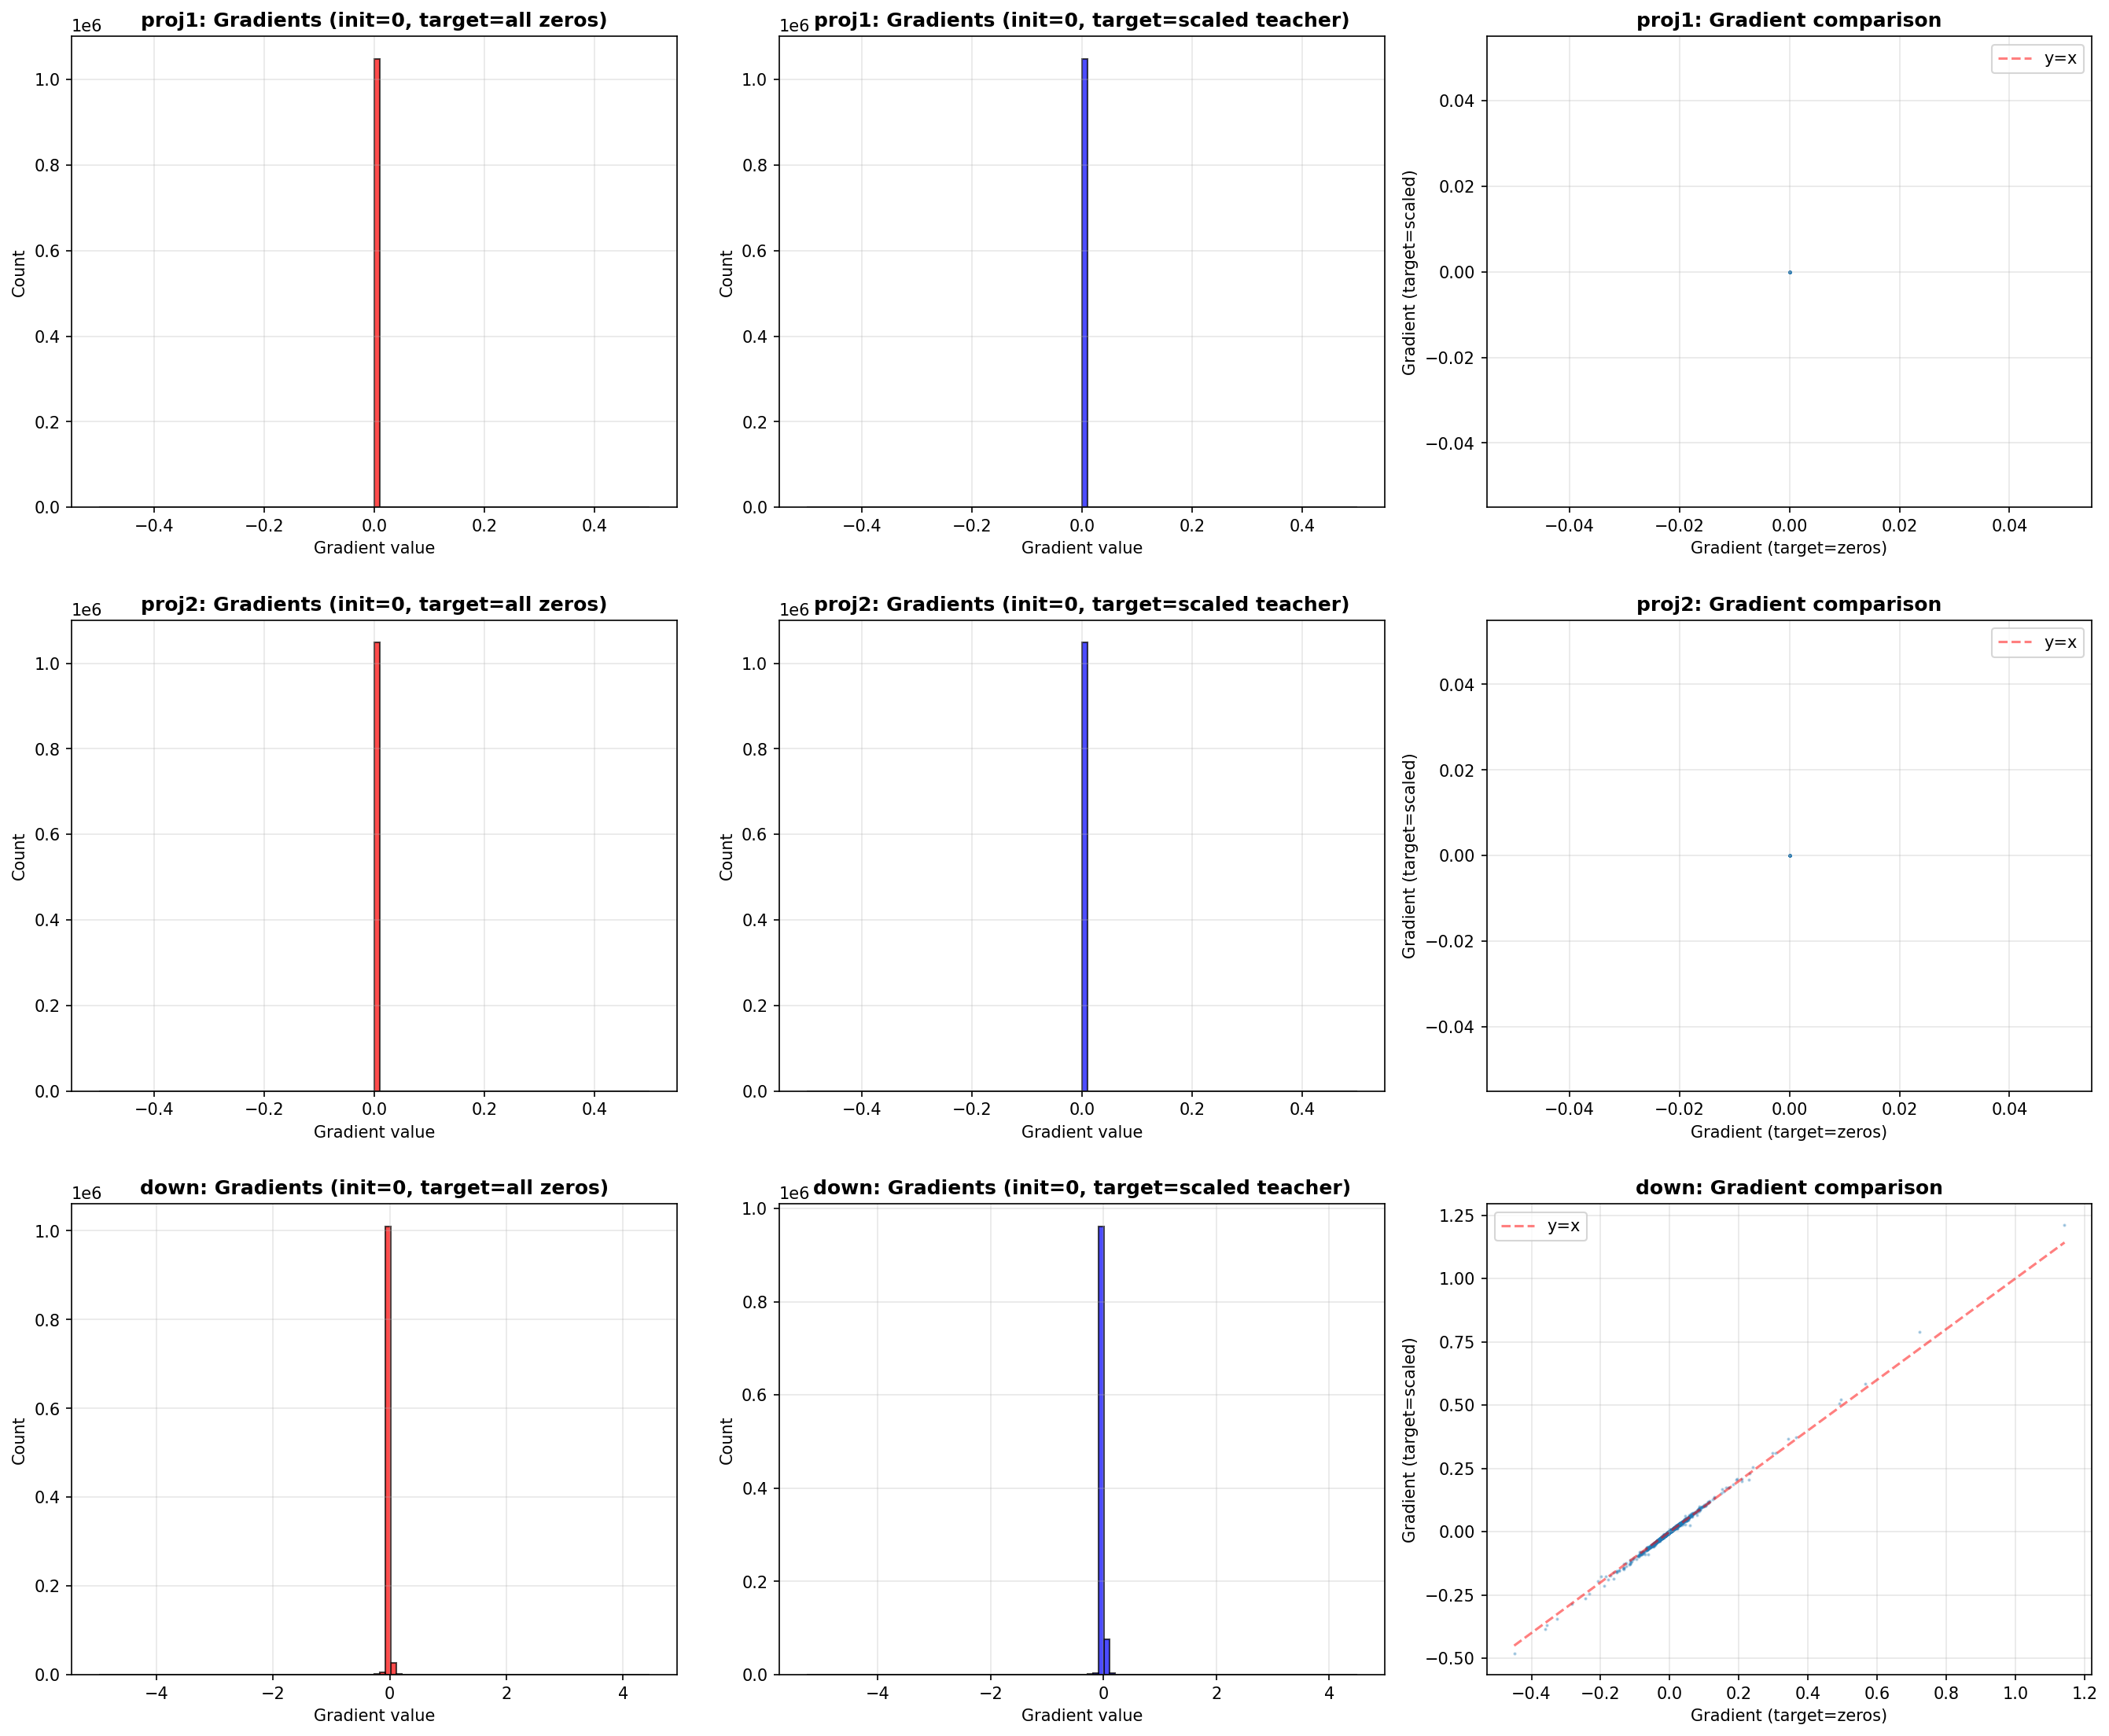 proj1: Gradients (init=0, target=all zeros)
1e6
Count
1.0
0.8
0.6
0.4
0.2
0.0
−0.4 −0.2 0.0 0.2 0.4
Gradient value
proj1: Gradients (init=0, target=scaled teacher)
1e6
Count
1.0
0.8
0.6
0.4
0.2
0.0
−0.4 −0.2 0.0 0.2 0.4
Gradient value
proj1: Gradient comparison
y=x
Gradient (target=scaled)
0.04
0.02
0.00
−0.02
−0.04
−0.04 −0.02 0.00 0.02 0.04
Gradient (target=zeros)
proj2: Gradients (init=0, target=all zeros)
1e6
Count
1.0
0.8
0.6
0.4
0.2
0.0
−0.4 −0.2 0.0 0.2 0.4
Gradient value
proj2: Gradients (init=0, target=scaled teacher)
1e6
Count
1.0
0.8
0.6
0.4
0.2
0.0
−0.4 −0.2 0.0 0.2 0.4
Gradient value
proj2: Gradient comparison
y=x
Gradient (target=scaled)
0.04
0.02
0.00
−0.02
−0.04
−0.04 −0.02 0.00 0.02 0.04
Gradient (target=zeros)
down: Gradients (init=0, target=all zeros)
1e6
Count
1.0
0.8
0.6
0.4
0.2
0.0
−4 −2 0 2 4
Gradient value
down: Gradients (init=0, target=scaled teacher)
1e6
Count
1.0
0.8
0.6
0.4
0.2
0.0
−4 −2 0 2 4
Gradient value
down: Gradient comparison
y=x
Gradient (target=scaled)
1.25
1.00
0.75
0.50
0.25
0.00
−0.25
−0.50
−0.4 −0.2 0.0 0.2 0.4 0.6 0.8 1.0 1.2
Gradient (target=zeros)